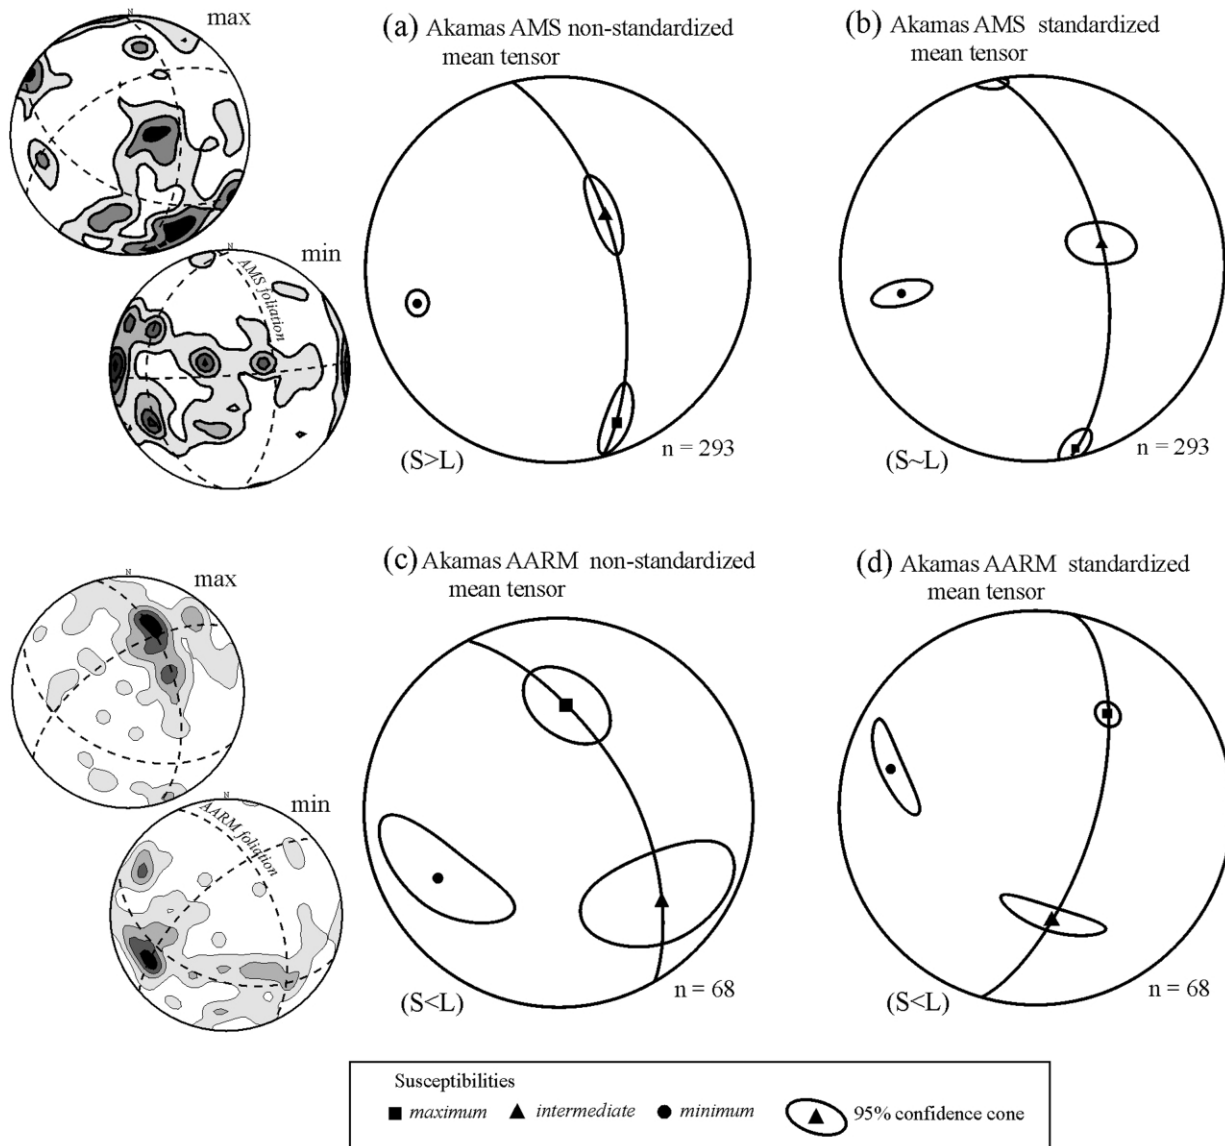 max
N
(a) Akamas AMS non-standardized
mean tensor
(b) Akamas AMS standardized
mean tensor
min
N
AMS foliation
n = 293
(S>L)
n = 293
(S~L)
(c) Akamas AARM non-standardized
mean tensor
(d) Akamas AARM standardized
mean tensor
max
N
min
N
AARM foliation
n = 68
(S<L)
n = 68
(S<L)
Susceptibilities
maximum intermediate minimum 95% confidence cone